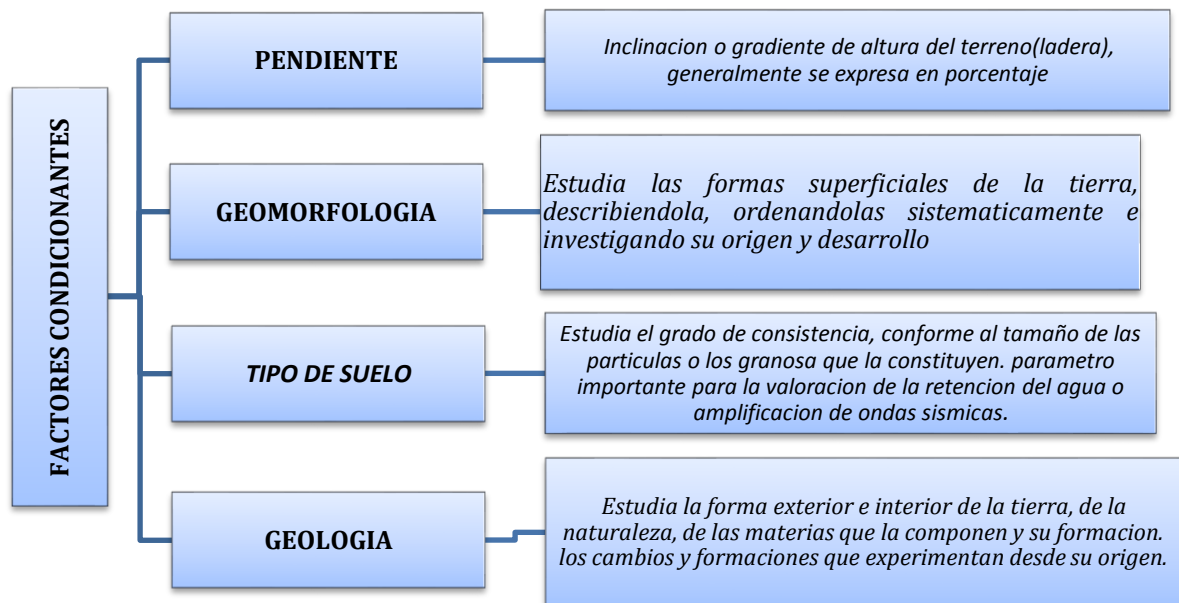 FACTORES CONDICIONANTES
PENDIENTE
Inclinacion o gradiente de altura del terreno(ladera),
generalmente se expresa en porcentaje
GEOMORFOLOGIA
Estudia las formas superficiales de la tierra,
describiendola, ordenandolas sistematicamente e
investigando su origen y desarrollo
TIPO DE SUELO
Estudia el grado de consistencia, conforme al tamaño de las
particulas o los granosa que la constituyen. parametro
importante para la valoracion de la retencion del agua o
amplificacion de ondas sismicas.
GEOLOGIA
Estudia la forma exterior e interior de la tierra, de la
naturaleza, de las materias que la componen y su formacion.
los cambios y formaciones que experimentan desde su origen.